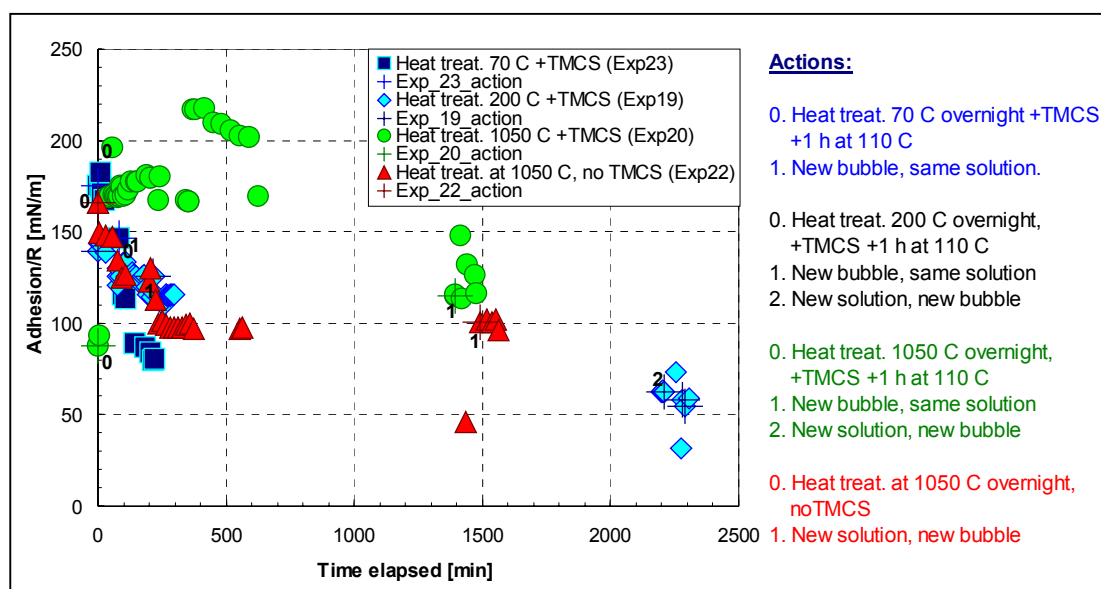 Adhesion/R [mN/m]
250
200
150
100
50
0
0
500
1000
1500
2000
2500
Time elapsed [min]
Heat treat. 70 C +TMCS (Exp23)
Exp_23_action
Heat treat. 200 C +TMCS (Exp19)
Exp_19_action
Heat treat. 1050 C +TMCS (Exp20)
Exp_20_action
Heat treat. at 1050 C, no TMCS (Exp22)
Exp_22_action
0
0
1
0
1
0
1
1
2
Actions:
0. Heat treat. 70 C overnight +TMCS
+1 h at 110 C
1. New bubble, same solution.
0. Heat treat. 200 C overnight,
+TMCS +1 h at 110 C
1. New bubble, same solution
2. New solution, new bubble
0. Heat treat. 1050 C overnight,
+TMCS +1 h at 110 C
1. New bubble, same solution
2. New solution, new bubble
0. Heat treat. at 1050 C overnight,
noTMCS
1. New solution, new bubble